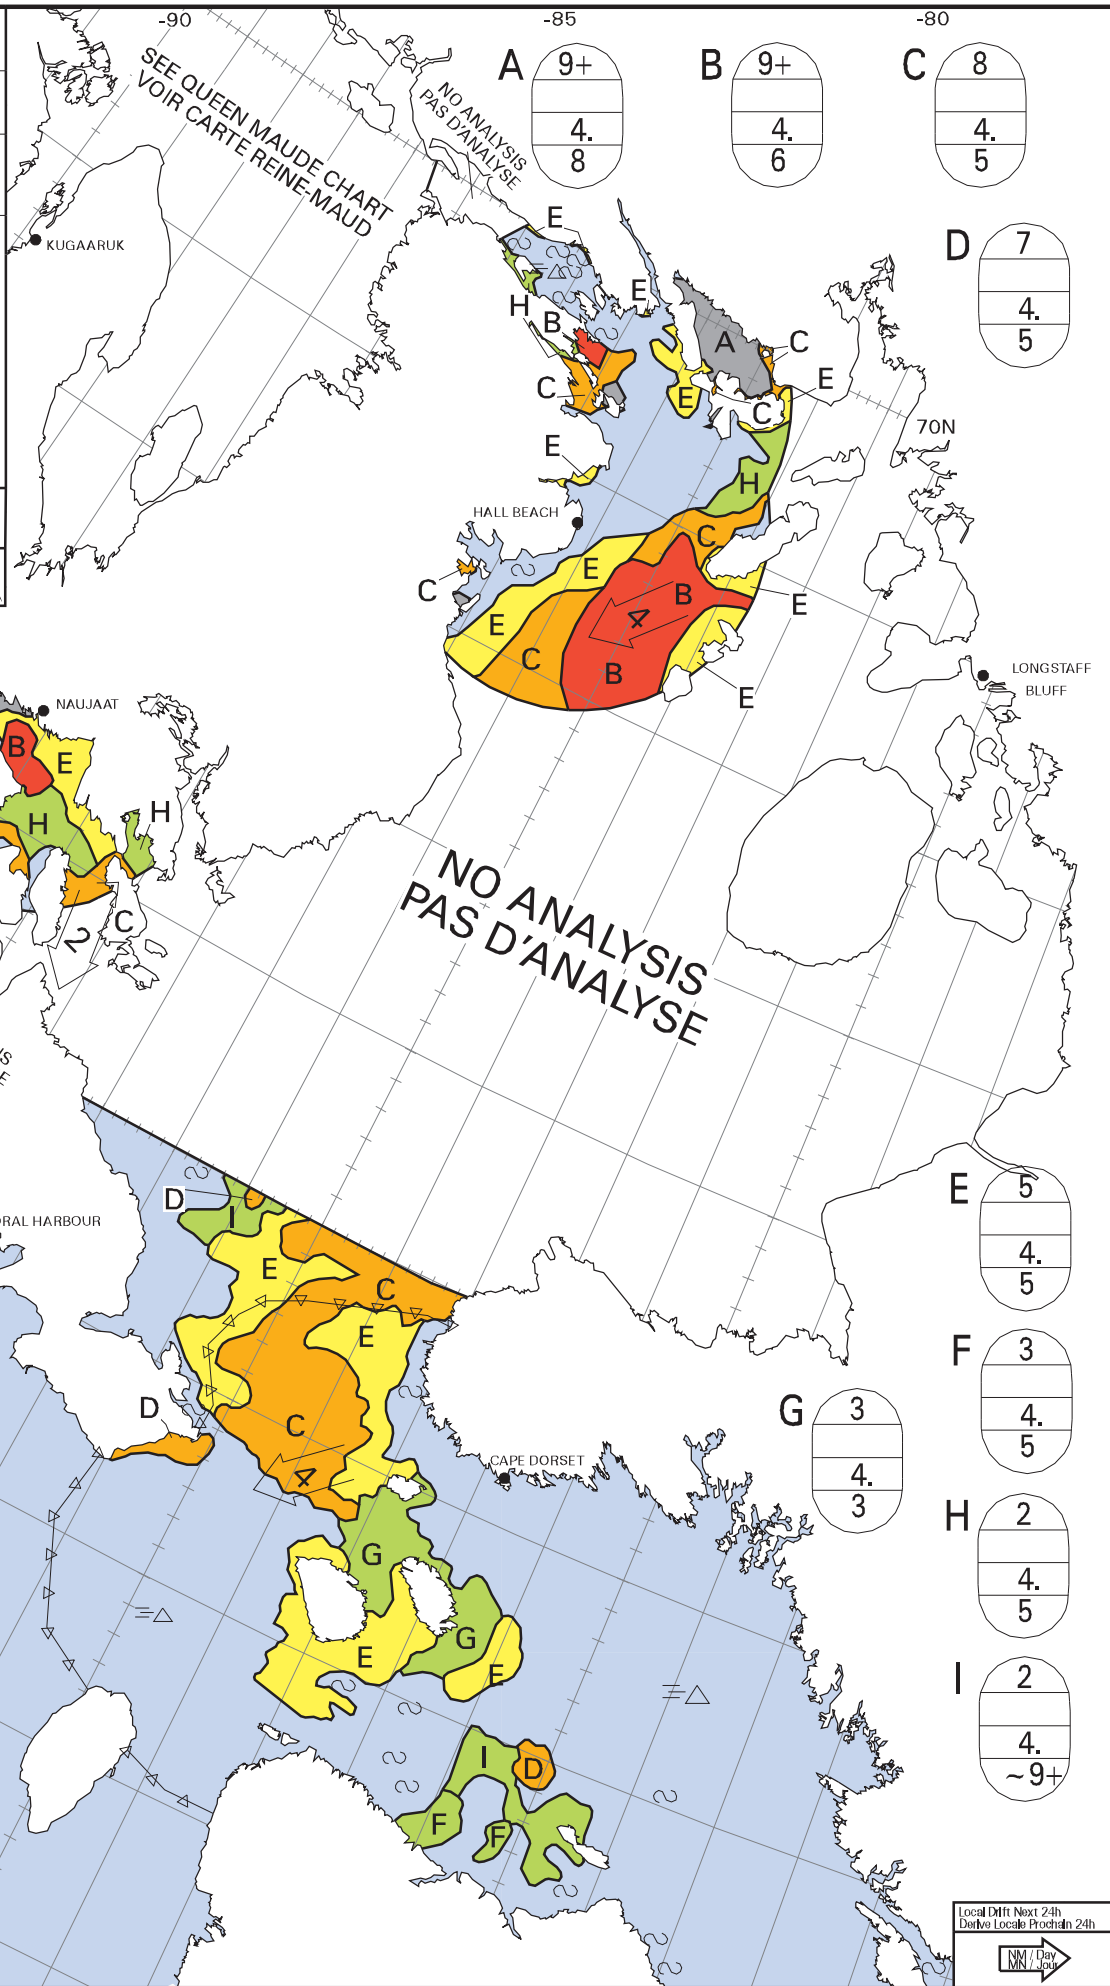 -90
-85
-80
SEE QUEEN MAUDE CHART
VOIR CARTE REINE-MAUD
NO ANALYSIS
PAS D'ANALYSE
A
9+
4.
8
B
9+
4.
6
C
8
4.
5
KUGAARUK
D
7
4.
5
E
E
H
B
A
C
C
E
C
E
C
E
70N
H
HALL BEACH
C
E
C
B
4
E
E
C
B
E
LONGSTAFF
BLUFF
NAUJAAT
B
E
H
H
C
2
NO ANALYSIS
PAS D'ANALYSE
E
5
4.
5
D
I
RAL HARBOUR
E
C
E
F
3
4.
5
D
C
4
G
3
4.
3
CAPE DORSET
H
2
4.
5
G
G
E
E
I
2
4.
~9+
I
D
F
F
Local Drift Next 24h
Derive Locale Prochain 24h
NM / Day
MN / Jour